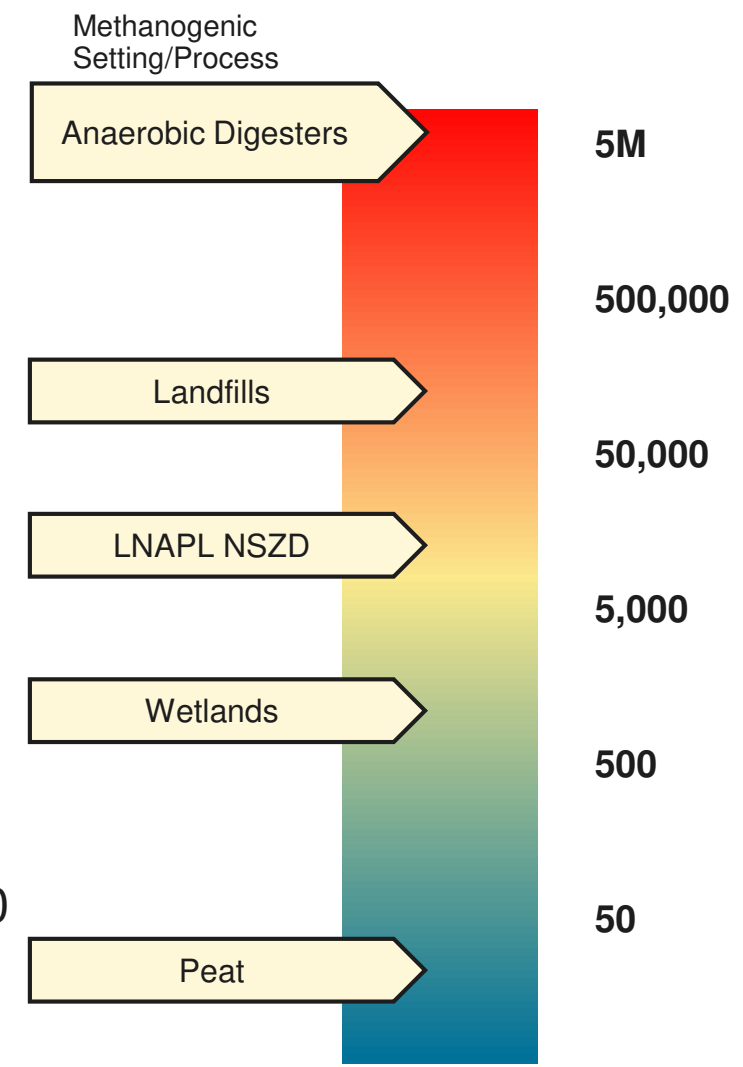 Methanogenic
Setting/Process
Anaerobic Digesters
5M
500,000
Landfills
50,000
LNAPL NSZD
5,000
Wetlands
500
50
Peat